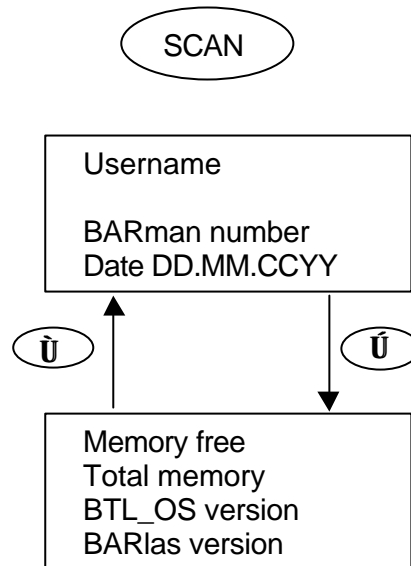 SCAN
Username
BARman number
Date DD.MM.CCYY
Ù
Ú
Memory free
Total memory
BTL_OS version
BARlas version